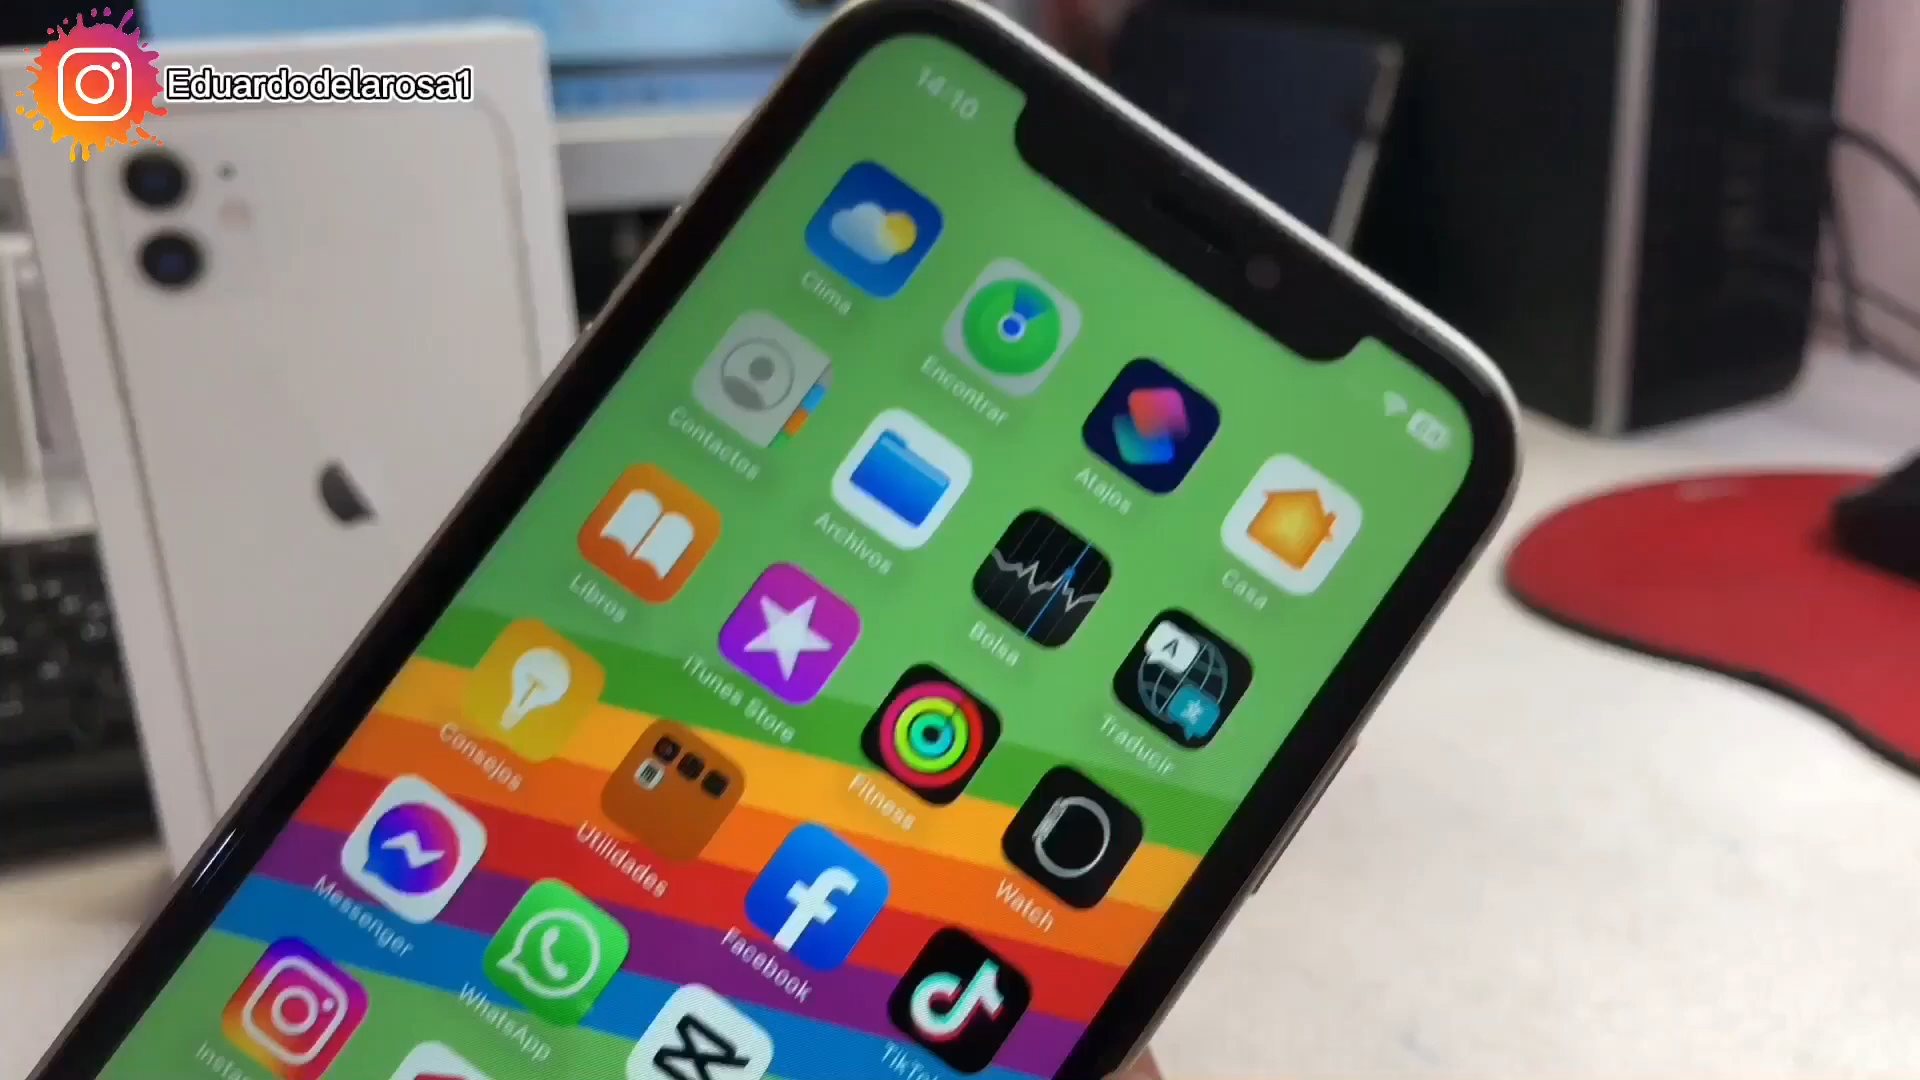 Eduardodelarosa1
14:10
Clima
Encontrar
Atajos
Casa
Contactos
Archivos
Bolsa
Traducir
Libros
iTunes Store
Fitness
Watch
Consejos
Utilidades
Facebook
TikTok
Messenger
WhatsApp